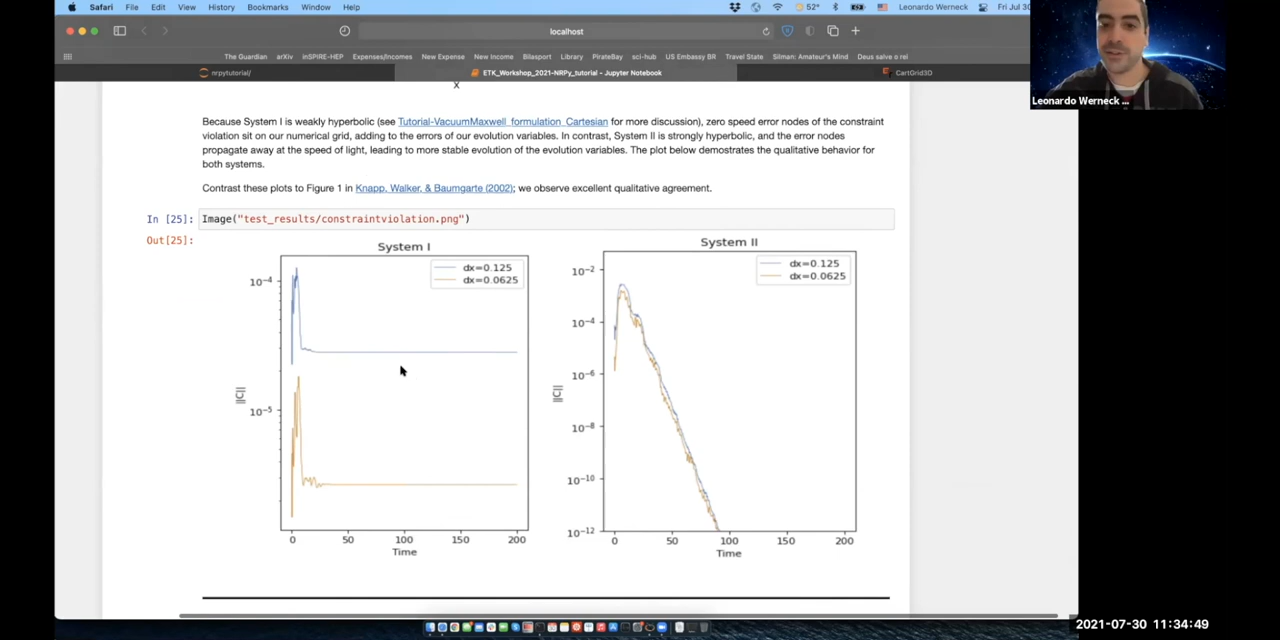 Safari File Edit View History Bookmarks Window Help 52° Leonardo Werneck Fri Jul 30
localhost
The Guardian arXiv inSPIRE-HEP Expenses/Incomes New Expense New Income Bilasport Library PirateBay sci-hub US Embassy BR Travel State Silman: Amateur's Mind Deus salve o rei
nrpytutorial/ ETK_Workshop_2021-NRPy_tutorial - Jupyter Notebook CartGrid3D
Leonardo Werneck ...
x
Because System I is weakly hyperbolic (see Tutorial-VacuumMaxwell_formulation_Cartesian for more discussion), zero speed error nodes of the constraint
violation sit on our numerical grid, adding to the errors of our evolution variables. In contrast, System II is strongly hyperbolic, and the error nodes
propagate away at the speed of light, leading to more stable evolution of the evolution variables. The plot below demostrates the qualitative behavior for
both systems.
Contrast these plots to Figure 1 in Knapp, Walker, & Baumgarte (2002); we observe excellent qualitative agreement.
In [25]: Image("test_results/constraintviolation.png")
Out[25]:
System I
dx=0.125
dx=0.0625
10⁻⁴
10⁻⁵
||C||
0 50 100 150 200
Time
System II
dx=0.125
dx=0.0625
10⁻²
10⁻⁴
10⁻⁶
10⁻⁸
10⁻¹⁰
10⁻¹²
||C||
0 50 100 150 200
Time
2021-07-30 11:34:49